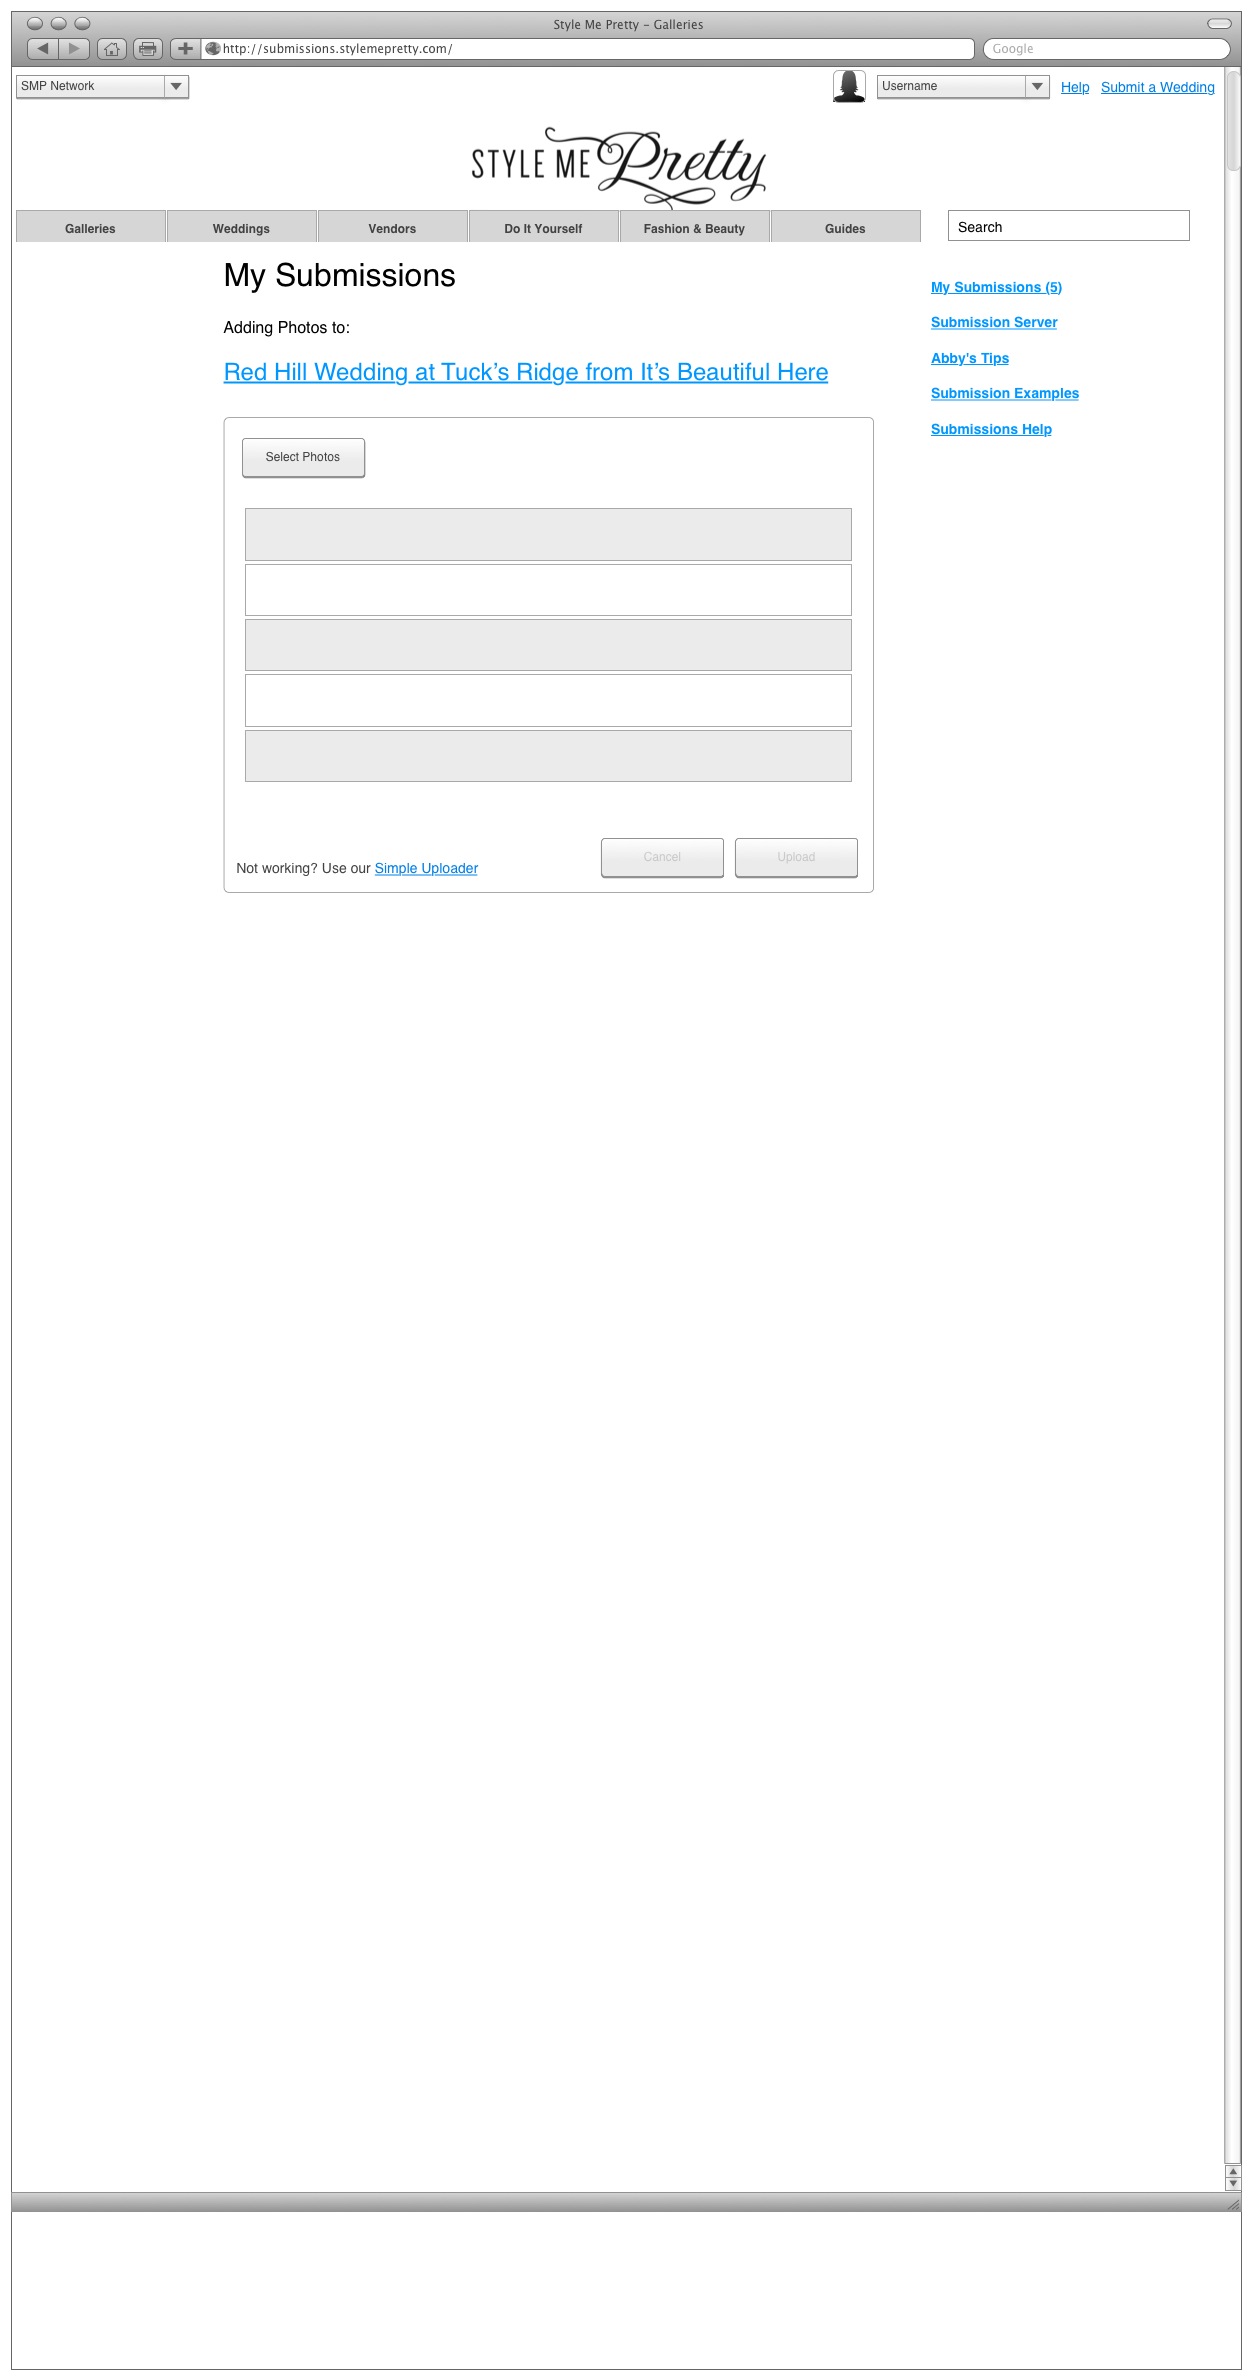 Style Me Pretty – Galleries
http://submissions.stylemepretty.com/
Google
SMP Network
Username
Help
Submit a Wedding
STYLE ME Pretty
Galleries
Weddings
Vendors
Do It Yourself
Fashion & Beauty
Guides
Search
My Submissions
Adding Photos to:
Red Hill Wedding at Tuck’s Ridge from It’s Beautiful Here
Select Photos
Not working? Use our Simple Uploader
Cancel
Upload
My Submissions (5)
Submission Server
Abby's Tips
Submission Examples
Submissions Help